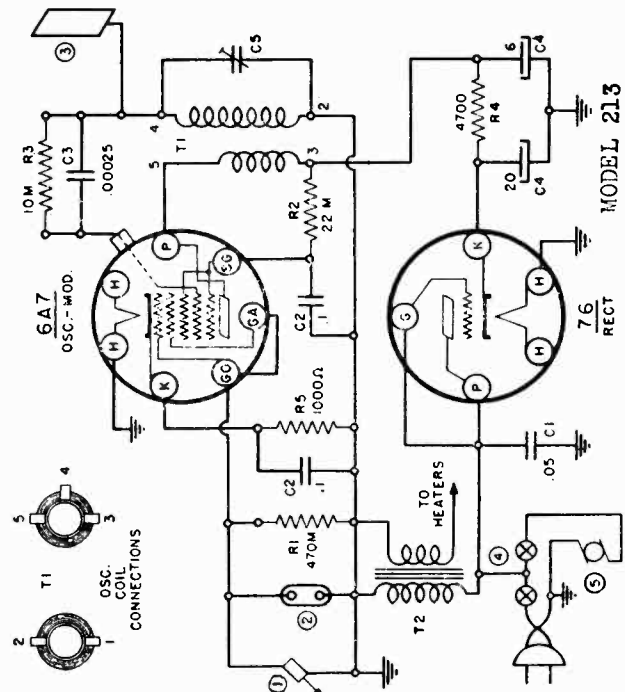 ③
R3
10M
C3
.00025
6A7
OSC.-MOD.
H
H
K
P
SG
GA
GO
4
5
T1
C5
2
3
R2
22 M
C2
.1
R5
1000Ω
C2
.1
R1
470M
②
①
5
4
3
T1
OSC.
COIL
CONNECTIONS
2
1
TO
HEATERS
T2
4700
R4
6
C4
20
C4
G
K
P
H
H
76
RECT
C1
.05
④
⑤
MODEL 213